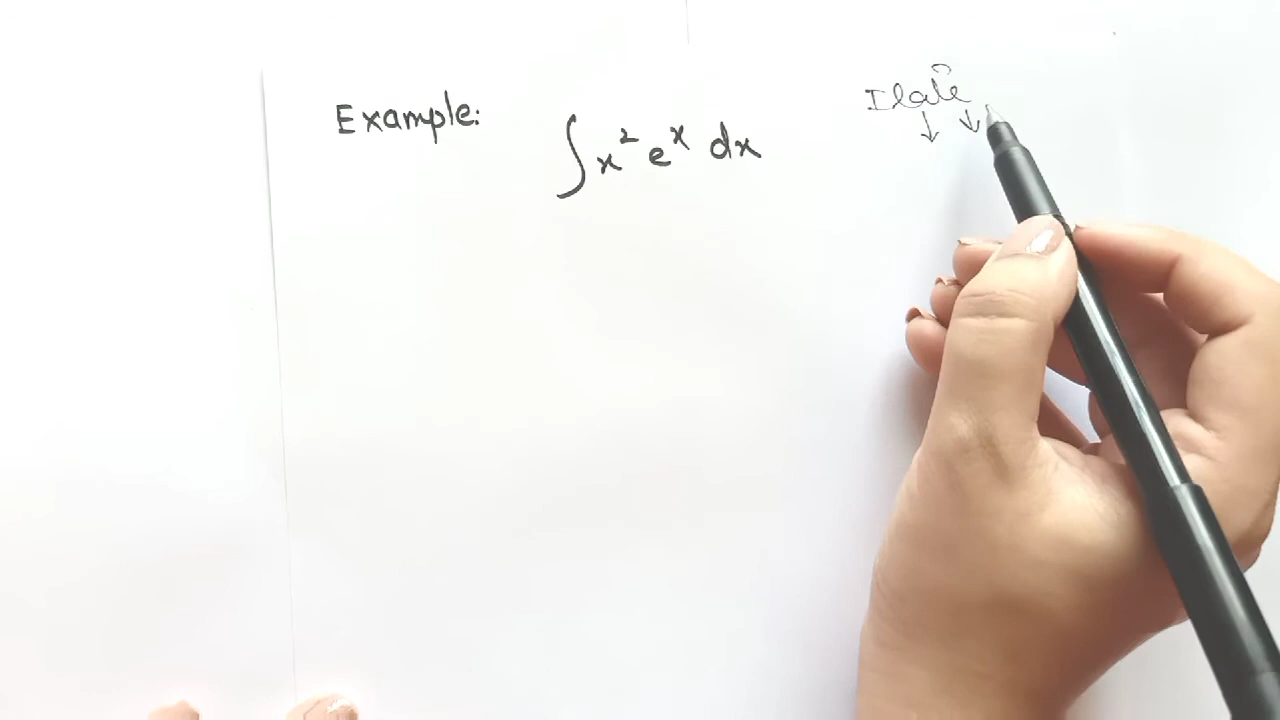 Example:
∫ x² eˣ dx
Ilate
↓ ↓